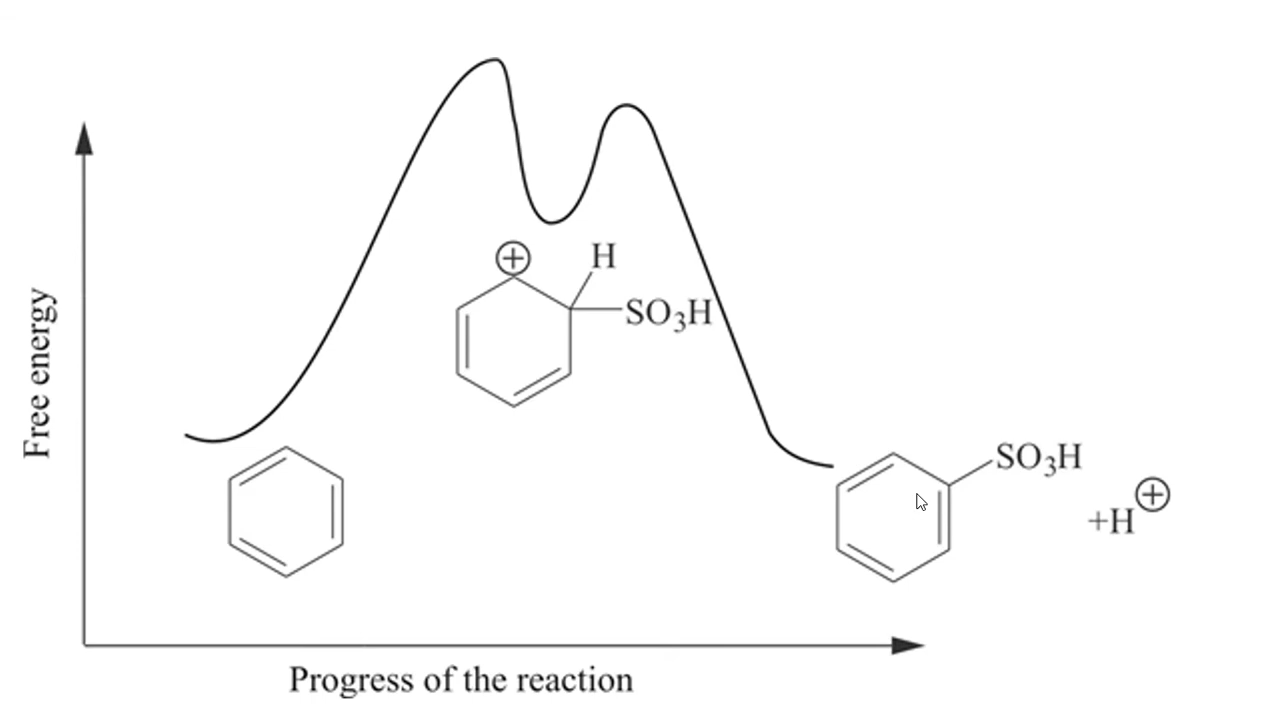 H
SO3H
Free energy
SO3H
+H
Progress of the reaction